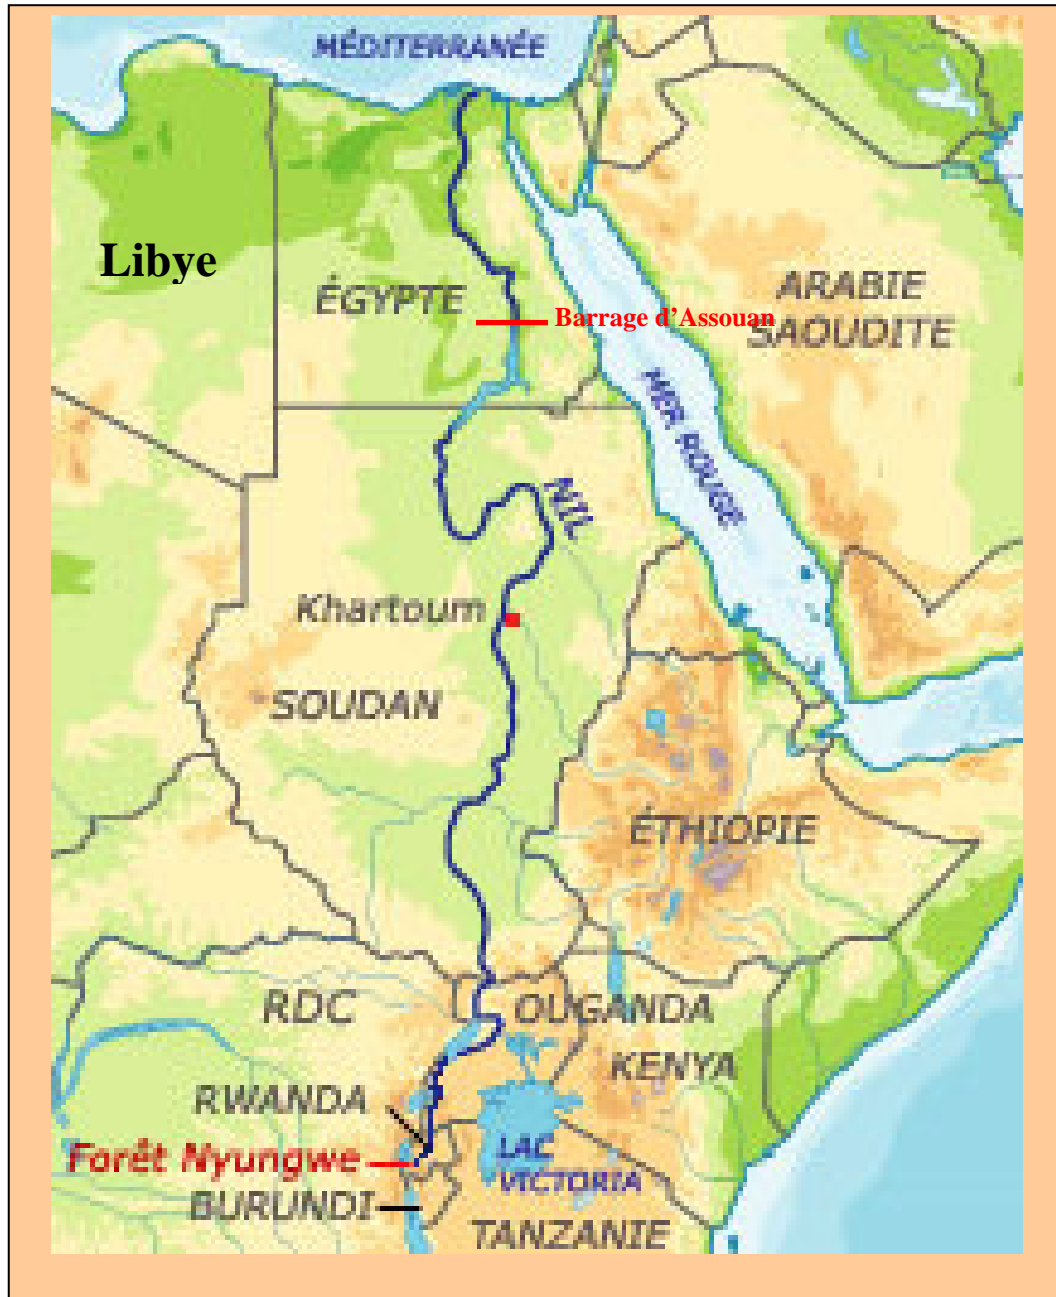 MÉDITERRANÉE
Libye
ÉGYPTE
ARABIE
SAOUDITE
Barrage d’Assouan
MER ROUGE
NIL
Khartoum
SOUDAN
ÉTHIOPIE
RDC
OUGANDA
KENYA
RWANDA
Forêt Nyungwe
LAC
VICTORIA
BURUNDI
TANZANIE